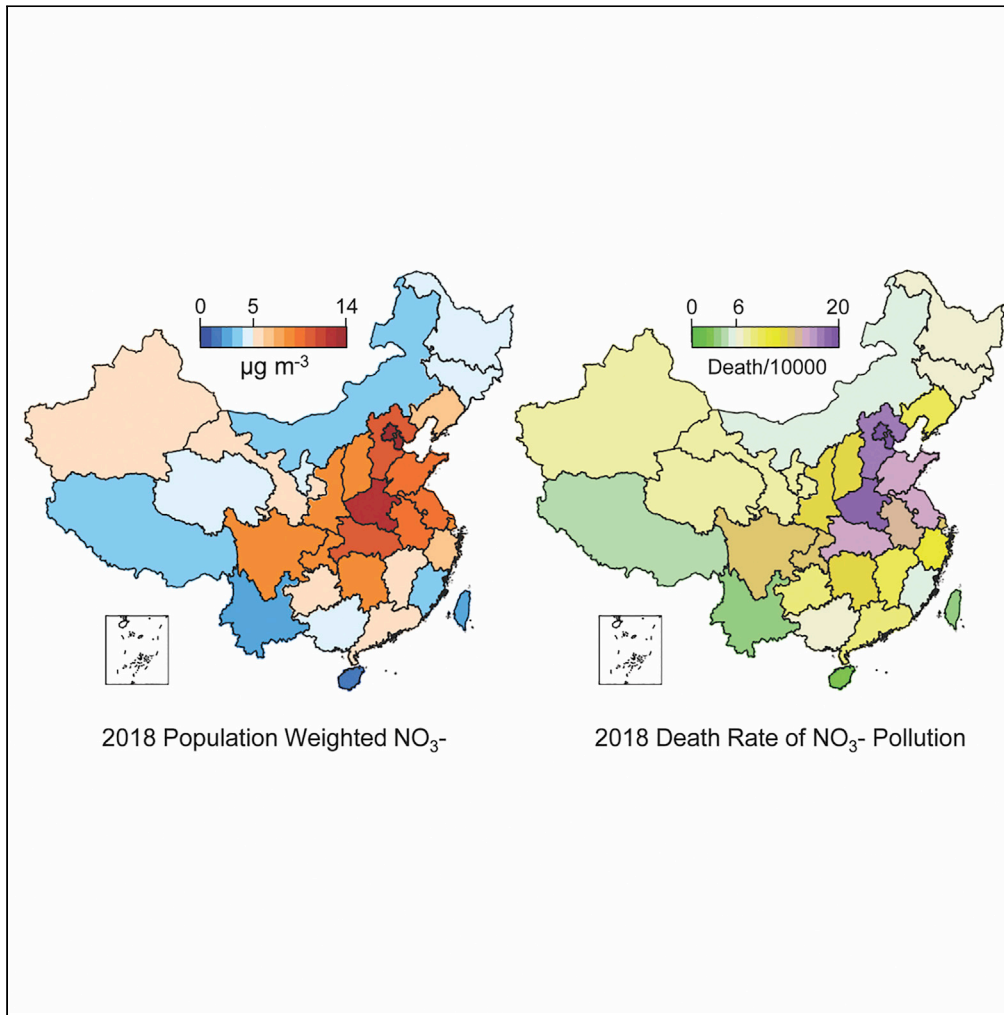 0 5 14
µg m⁻³
0 6 20
Death/10000
2018 Population Weighted NO₃-
2018 Death Rate of NO₃- Pollution